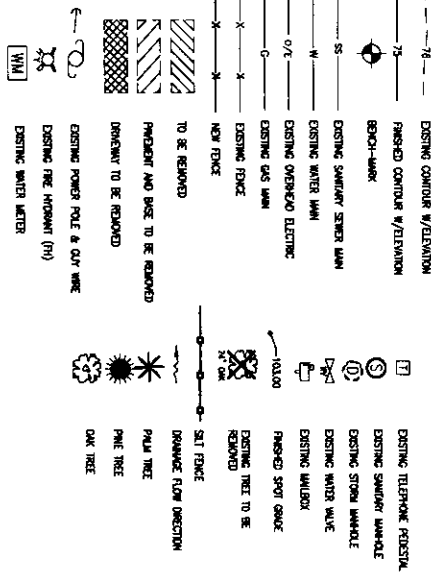 76 EXISTING CONTOUR W/ELEVATION
75 FINISHED CONTOUR W/ELEVATION
BENCH-MARK
SS EXISTING SANITARY SEWER MAIN
W EXISTING WATER MAIN
O/E EXISTING OVERHEAD ELECTRIC
G EXISTING GAS MAIN
X X EXISTING FENCE
X X NEW FENCE
TO BE REMOVED
PAVEMENT AND BASE TO BE REMOVED
DRIVEWAY TO BE REMOVED
EXISTING POWER POLE & GUY WIRE
EXISTING FIRE HYDRANT (FH)
WM EXISTING WATER METER
T EXISTING TELEPHONE PEDESTAL
S EXISTING SANITARY MANHOLE
D EXISTING STORM MANHOLE
EXISTING WATER VALVE
EXISTING MAILBOX
103.00 FINISHED SPOT GRADE
24" OAK EXISTING TREE TO BE
REMOVED
SILT FENCE
DRAINAGE FLOW DIRECTION
PALM TREE
PINE TREE
OAK TREE